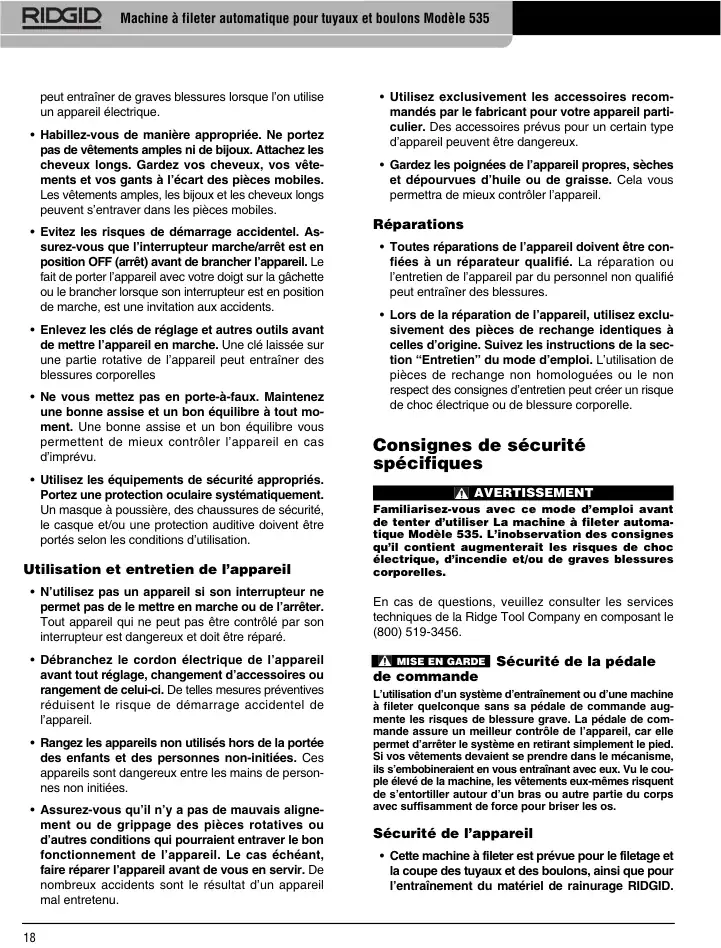 RIDGID Machine à fileter automatique pour tuyaux et boulons Modèle 535
peut entraîner de graves blessures lorsque l'on utilise
un appareil électrique.
• Habillez-vous de manière appropriée. Ne portez
pas de vêtements amples ni de bijoux. Attachez les
cheveux longs. Gardez vos cheveux, vos vête-
ments et vos gants à l'écart des pièces mobiles.
Les vêtements amples, les bijoux et les cheveux longs
peuvent s'entraver dans les pièces mobiles.
• Evitez les risques de démarrage accidentel. As-
surez-vous que l'interrupteur marche/arrêt est en
position OFF (arrêt) avant de brancher l'appareil. Le
fait de porter l'appareil avec votre doigt sur la gâchette
ou le brancher lorsque son interrupteur est en position
de marche, est une invitation aux accidents.
• Enlevez les clés de réglage et autres outils avant
de mettre l'appareil en marche. Une clé laissée sur
une partie rotative de l'appareil peut entraîner des
blessures corporelles
• Ne vous mettez pas en porte-à-faux. Maintenez
une bonne assise et un bon équilibre à tout mo-
ment. Une bonne assise et un bon équilibre vous
permettent de mieux contrôler l'appareil en cas
d'imprévu.
• Utilisez les équipements de sécurité appropriés.
Portez une protection oculaire systématiquement.
Un masque à poussière, des chaussures de sécurité,
le casque et/ou une protection auditive doivent être
portés selon les conditions d'utilisation.
Utilisation et entretien de l'appareil
• N'utilisez pas un appareil si son interrupteur ne
permet pas de le mettre en marche ou de l'arrêter.
Tout appareil qui ne peut pas être contrôlé par son
interrupteur est dangereux et doit être réparé.
• Débranchez le cordon électrique de l'appareil
avant tout réglage, changement d'accessoires ou
rangement de celui-ci. De telles mesures préventives
réduisent le risque de démarrage accidentel de
l'appareil.
• Rangez les appareils non utilisés hors de la portée
des enfants et des personnes non-initiées. Ces
appareils sont dangereux entre les mains de person-
nes non initiées.
• Assurez-vous qu'il n'y a pas de mauvais aligne-
ment ou de grippage des pièces rotatives ou
d'autres conditions qui pourraient entraver le bon
fonctionnement de l'appareil. Le cas échéant,
faire réparer l'appareil avant de vous en servir. De
nombreux accidents sont le résultat d'un appareil
mal entretenu.
• Utilisez exclusivement les accessoires recom-
mandés par le fabricant pour votre appareil parti-
culier. Des accessoires prévus pour un certain type
d'appareil peuvent être dangereux.
• Gardez les poignées de l'appareil propres, sèches
et dépourvues d'huile ou de graisse. Cela vous
permettra de mieux contrôler l'appareil.
Réparations
• Toutes réparations de l'appareil doivent être con-
fiées à un réparateur qualifié. La réparation ou
l'entretien de l'appareil par du personnel non qualifié
peut entraîner des blessures.
• Lors de la réparation de l'appareil, utilisez exclu-
sivement des pièces de rechange identiques à
celles d'origine. Suivez les instructions de la sec-
tion "Entretien" du mode d'emploi. L'utilisation de
pièces de rechange non homologuées ou le non
respect des consignes d'entretien peut créer un risque
de choc électrique ou de blessure corporelle.
Consignes de sécurité
spécifiques
AVERTISSEMENT
Familiarisez-vous avec ce mode d'emploi avant
de tenter d'utiliser La machine à fileter automa-
tique Modèle 535. L'inobservation des consignes
qu'il contient augmenterait les risques de choc
électrique, d'incendie et/ou de graves blessures
corporelles.
En cas de questions, veuillez consulter les services
techniques de la Ridge Tool Company en composant le
(800) 519-3456.
MISE EN GARDE Sécurité de la pédale
de commande
L'utilisation d'un système d'entraînement ou d'une machine
à fileter quelconque sans sa pédale de commande aug-
mente les risques de blessure grave. La pédale de com-
mande assure un meilleur contrôle de l'appareil, car elle
permet d'arrêter le système en retirant simplement le pied.
Si vos vêtements devaient se prendre dans le mécanisme,
ils s'embobineraient en vous entraînant avec eux. Vu le cou-
ple élevé de la machine, les vêtements eux-mêmes risquent
de s'entortiller autour d'un bras ou autre partie du corps
avec suffisamment de force pour briser les os.
Sécurité de l'appareil
• Cette machine à fileter est prévue pour le filetage et
la coupe des tuyaux et des boulons, ainsi que pour
l'entraînement du matériel de rainurage RIDGID.
18